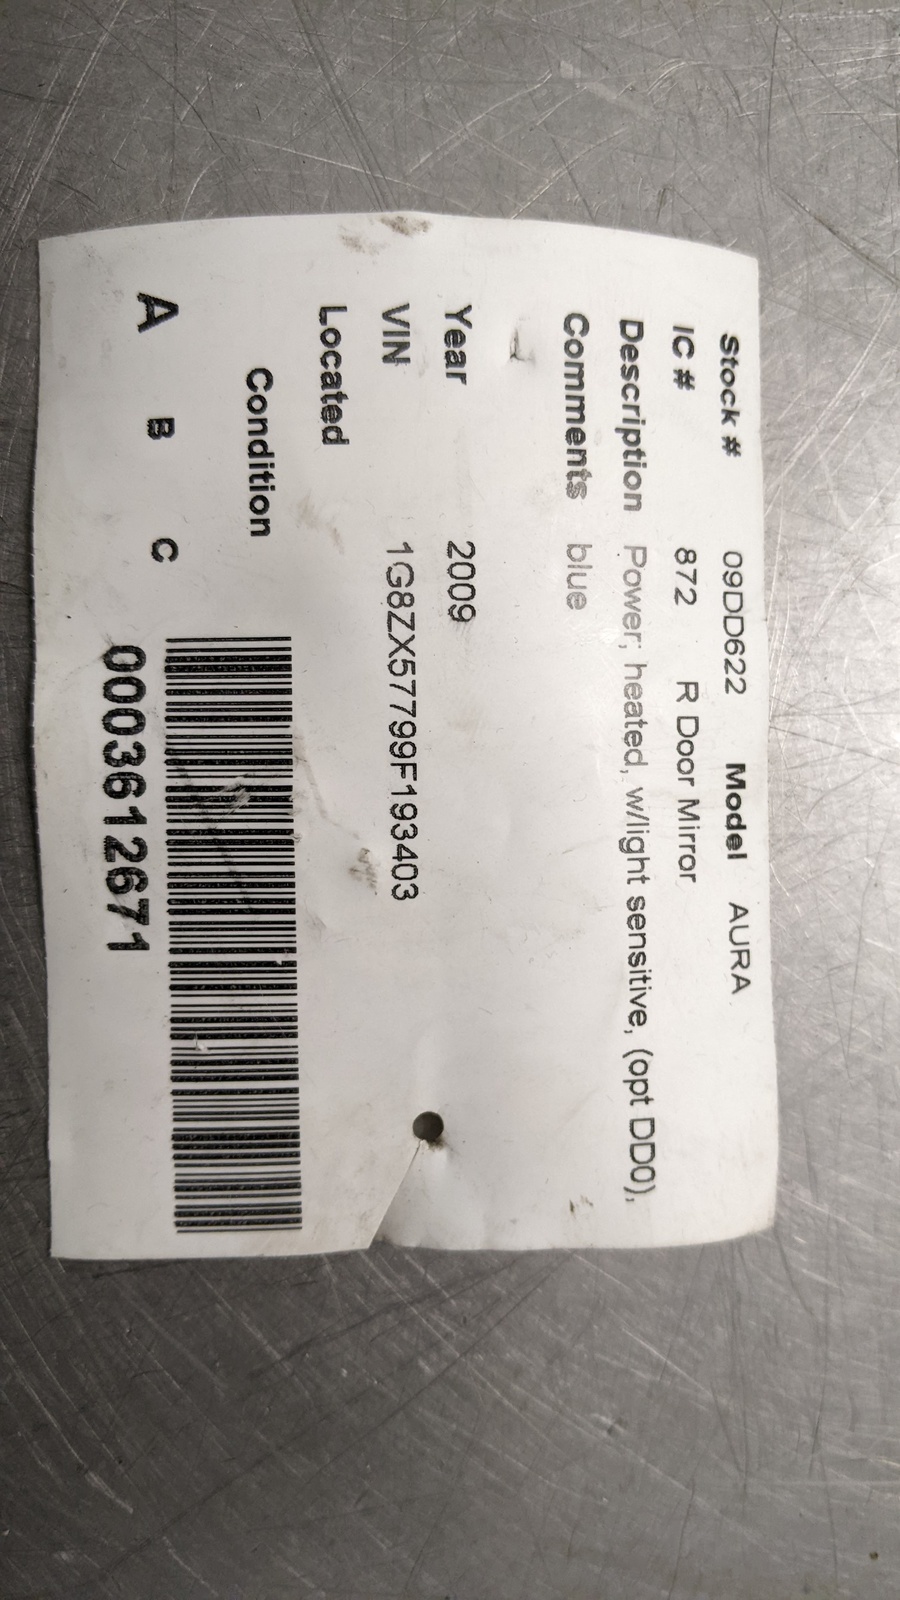 Stock # 09DD622 Model AURA
IC # 872 R Door Mirror
Description Power; heated, w/light sensitive, (opt DD0),
Comments blue
Year 2009
VIN 1G8ZX57799F193403
Located
Condition
A B C
0003612671